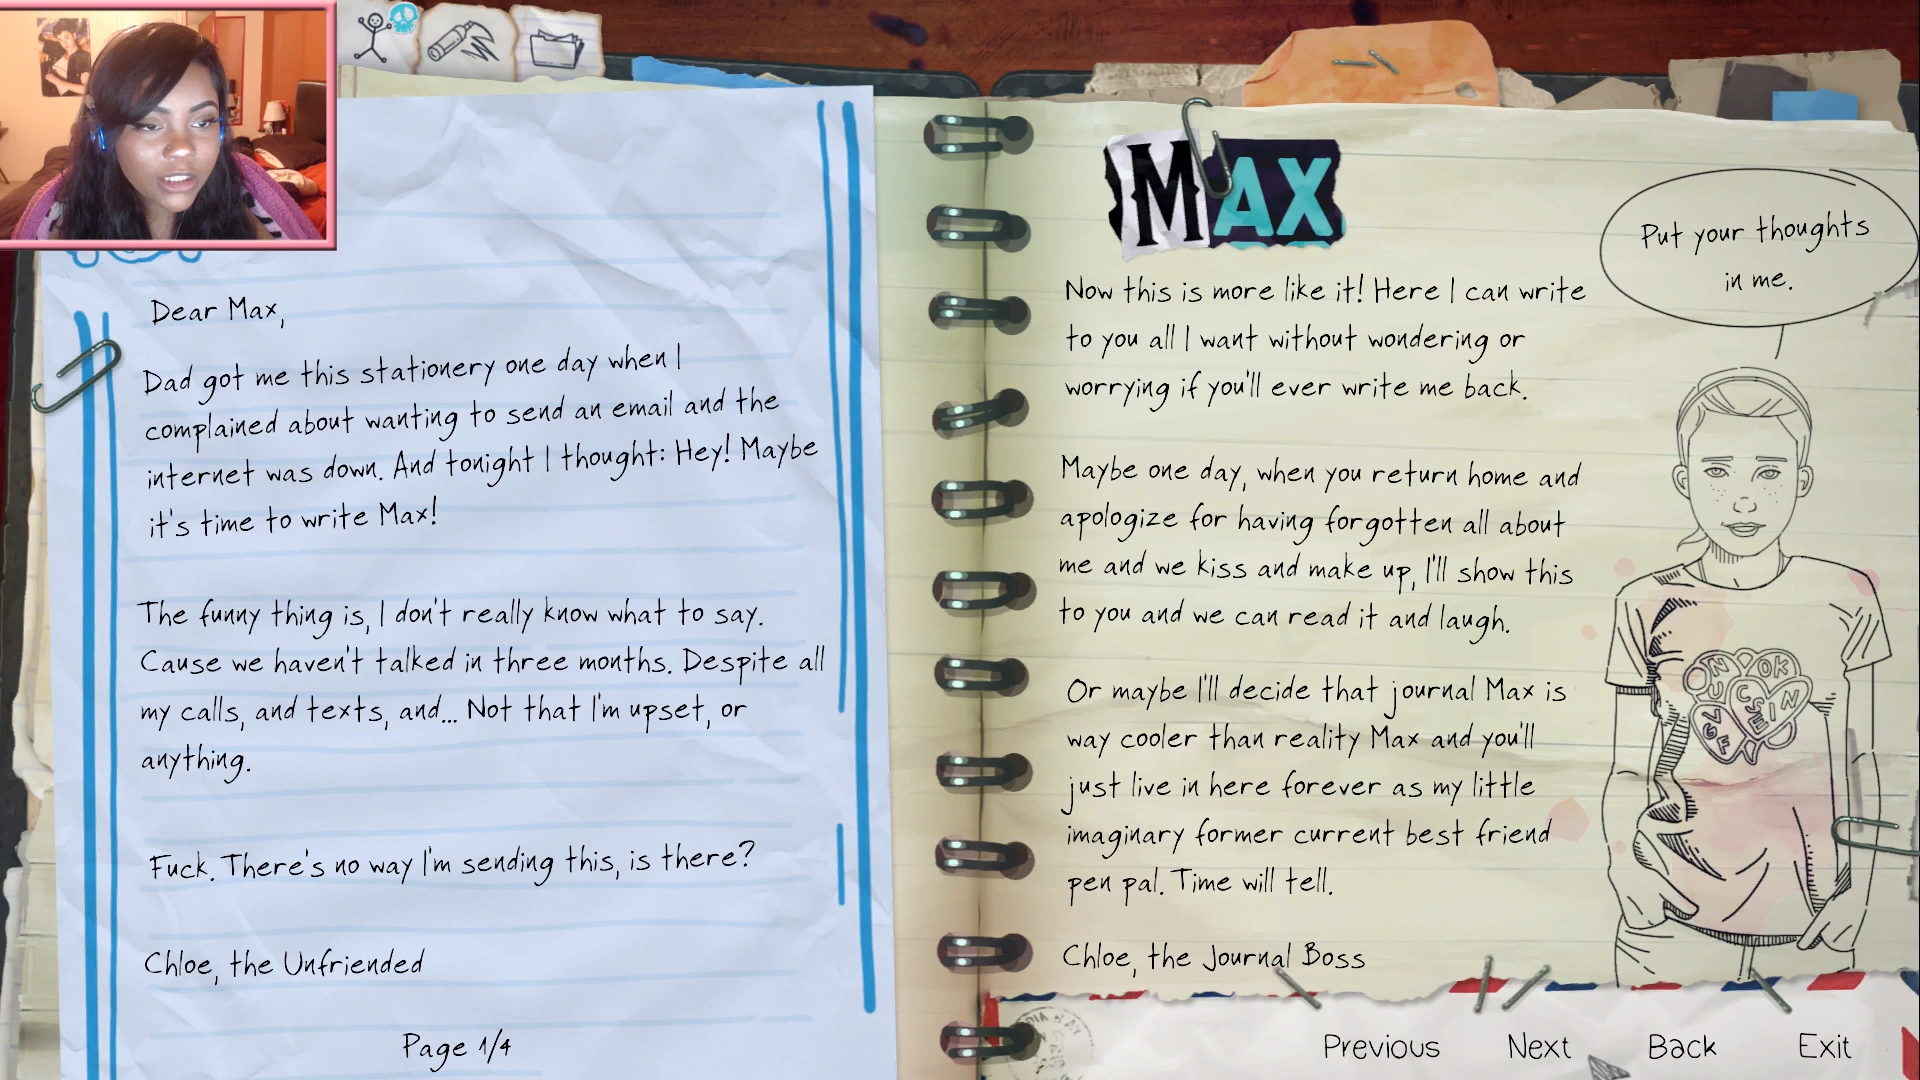 Dear Max,
Dad got me this stationery one day when I
complained about wanting to send an email and the
internet was down. And tonight I thought: Hey! Maybe
it's time to write Max!
The funny thing is, I don't really know what to say.
Cause we haven't talked in three months. Despite all
my calls, and texts, and... Not that I'm upset, or
anything.
Fuck. There's no way I'm sending this, is there?
Chloe, the Unfriended
Page 1/4
MAX
Now this is more like it! Here I can write
to you all I want without wondering or
worrying if you'll ever write me back.
Maybe one day, when you return home and
apologize for having forgotten all about
me and we kiss and make up, I'll show this
to you and we can read it and laugh.
Or maybe I'll decide that journal Max is
way cooler than reality Max and you'll
just live in here forever as my little
imaginary former current best friend
pen pal. Time will tell.
Chloe, the Journal Boss
Put your thoughts
in me.
Previous
Next
Back
Exit